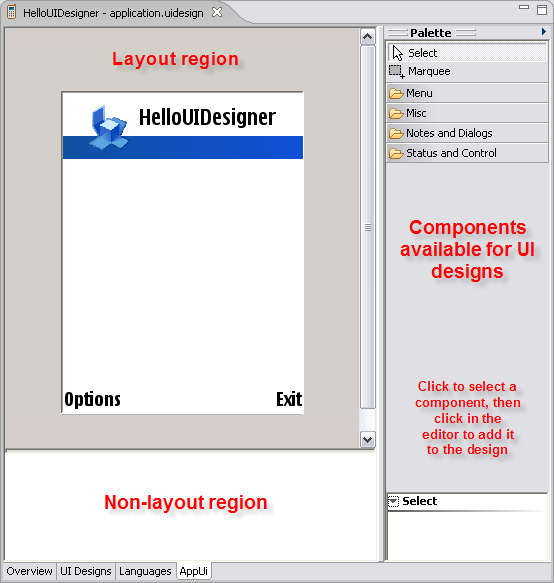 HelloUIDesigner - application.uidesign
Layout region
HelloUIDesigner
Options
Exit
Non-layout region
Palette
Select
Marquee
Menu
Misc
Notes and Dialogs
Status and Control
Components
available for UI
designs
Click to select a
component, then
click in the
editor to add it
to the design
Select
Overview UI Designs Languages AppUi